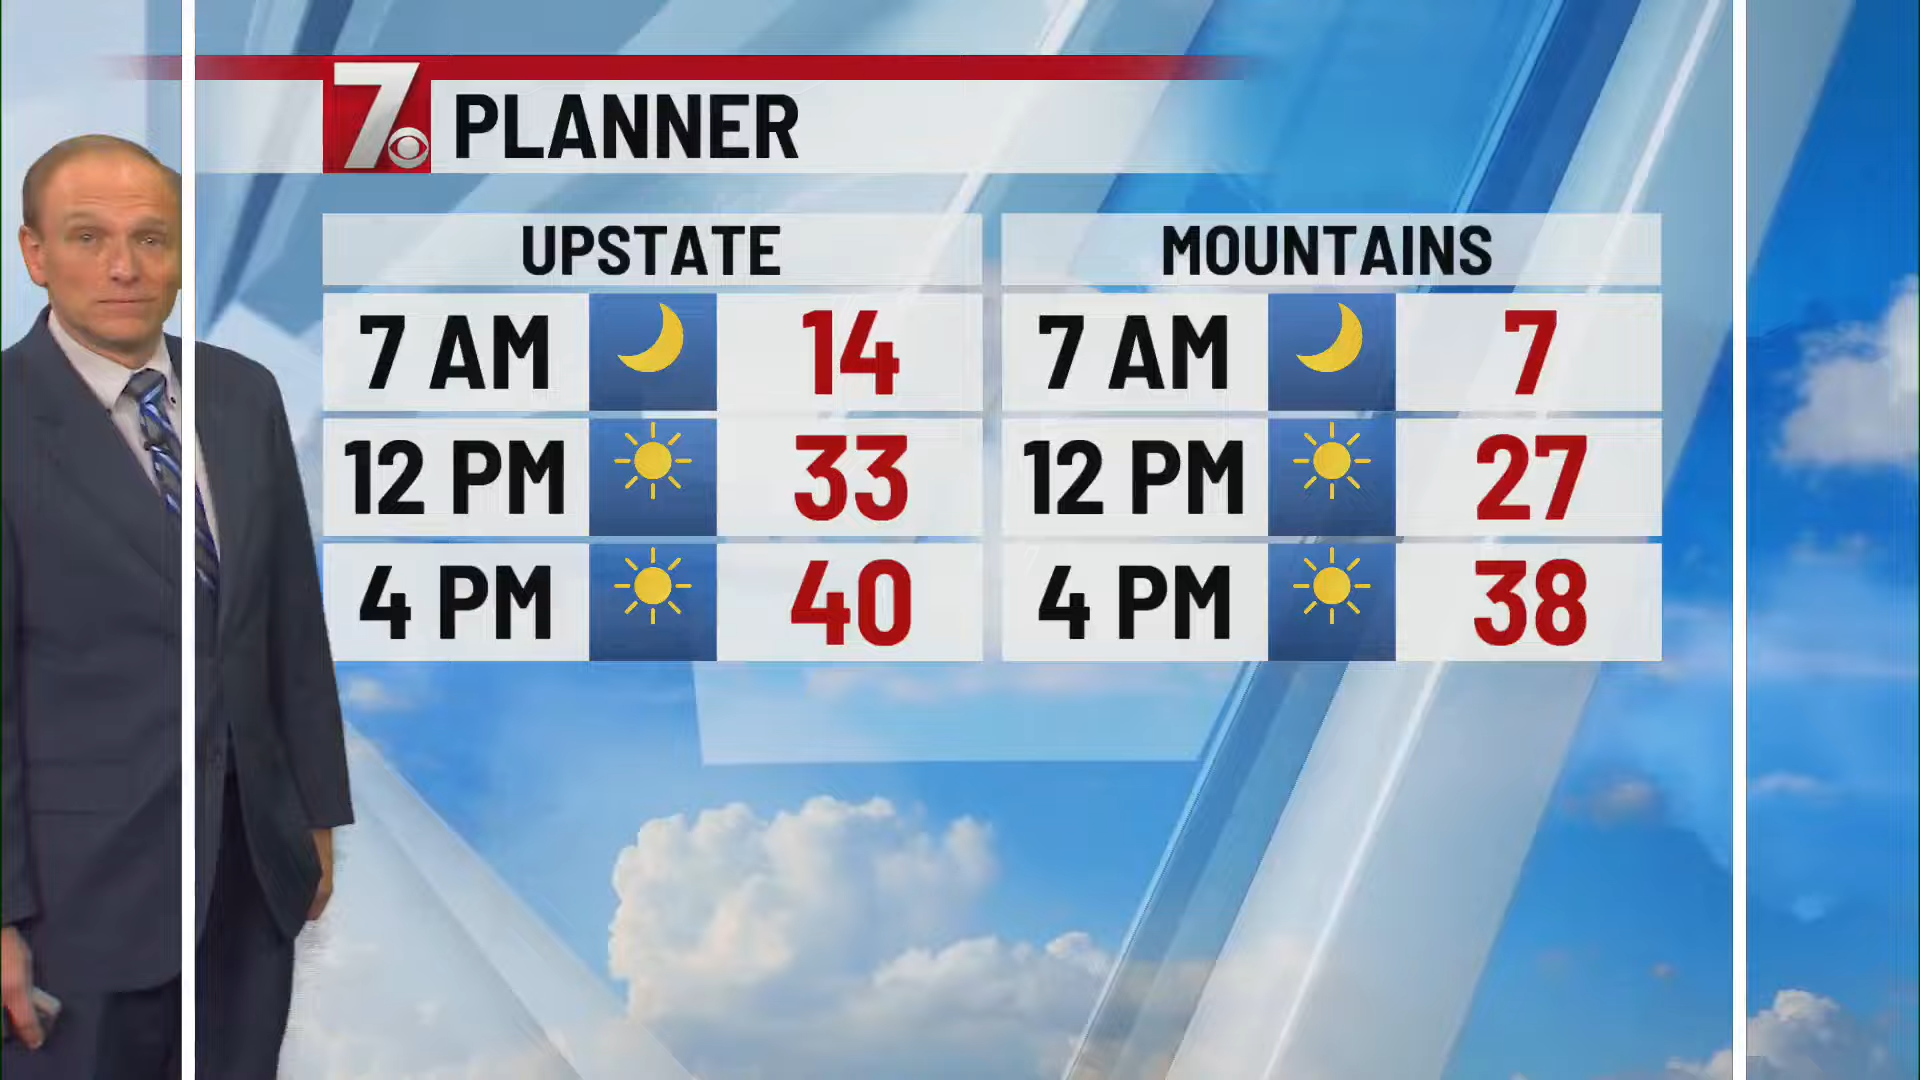 7 PLANNER
UPSTATE
7 AM 14
12 PM 33
4 PM 40
MOUNTAINS
7 AM 7
12 PM 27
4 PM 38